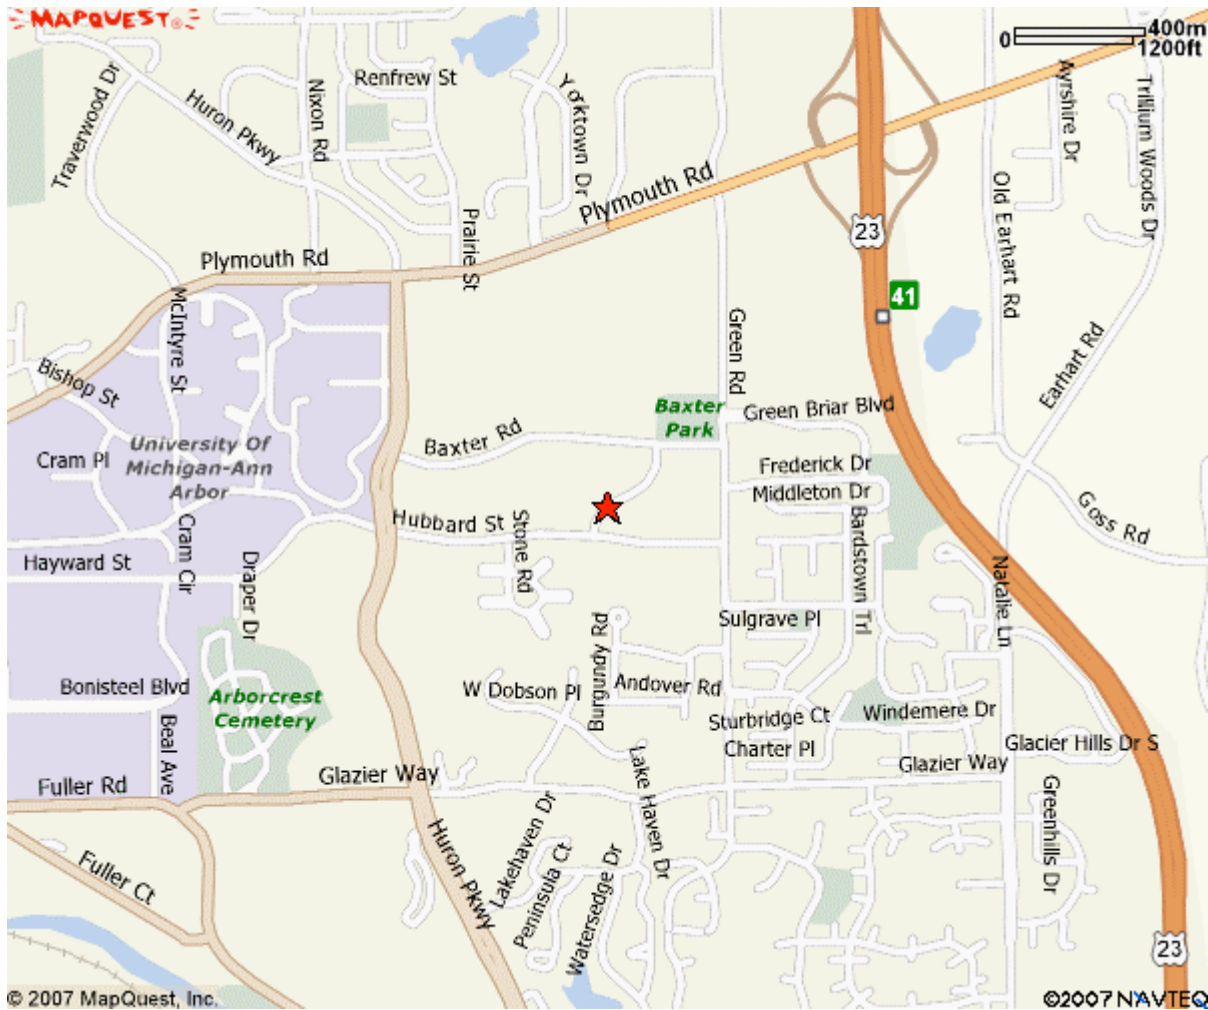 MAPQUEST®
0
400m
1200ft
Renfrew St
Traverwood Dr
Huron Pkwy
Nixon Rd
Yorktown Dr
Ayrshire Dr
Trillium Woods Dr
Plymouth Rd
Old Earhart Rd
Prairie St
23
Plymouth Rd
41
McIntyre St
Green Rd
Earhart Rd
Bishop St
Baxter
Park
Green Briar Blvd
Baxter Rd
University Of
Michigan-Ann
Arbor
Cram Pl
Frederick Dr
Middleton Dr
Goss Rd
Hubbard St
Stone Rd
Bardstown Trl
Cram Cir
Hayward St
Draper Dr
Natalie Ln
Sulgrave Pl
Burgundy Rd
Bonisteel Blvd
Arborcrest
Cemetery
W Dobson Pl
Andover Rd
Sturbridge Ct
Windemere Dr
Beal Ave
Charter Pl
Glacier Hills Dr S
Glazier Way
Glazier Way
Fuller Rd
Lake Haven Dr
Greenhills Dr
Lakehaven Dr
Huron Pkwy
Peninsula Ct
Watersedge Dr
Fuller Ct
23
© 2007 MapQuest, Inc.
©2007 NAVTEQ